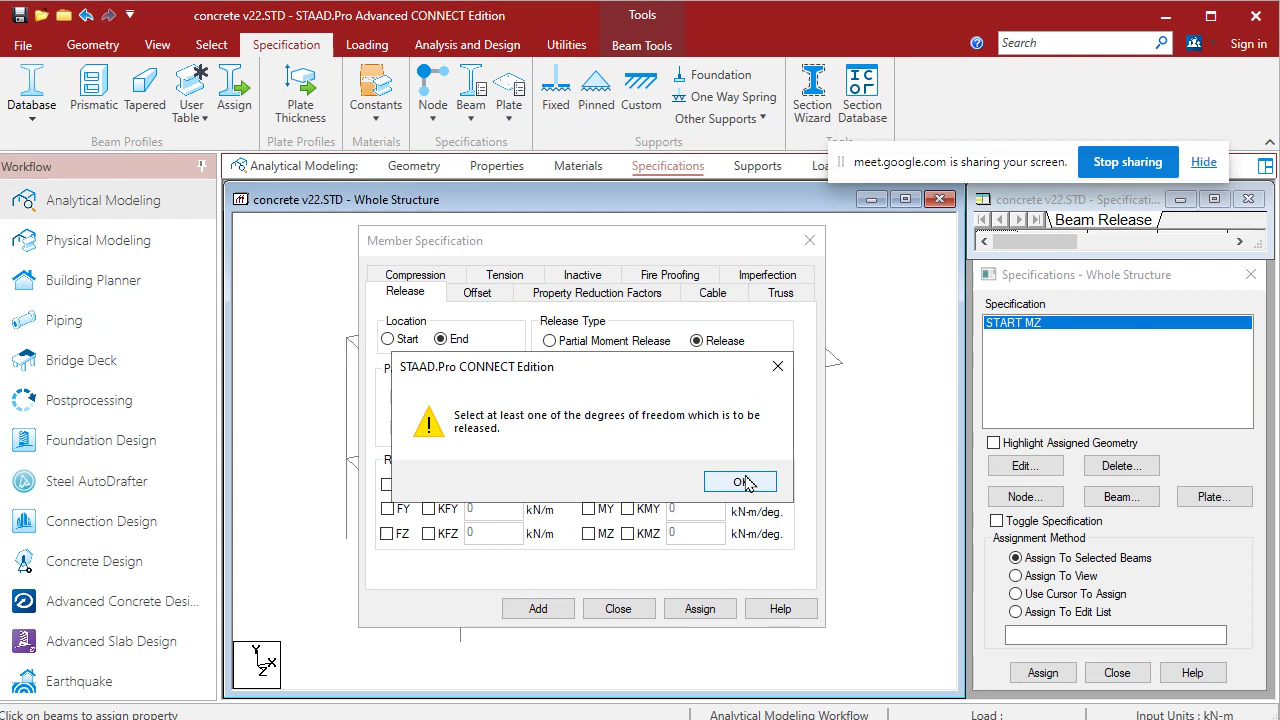 concrete v22.STD - STAAD.Pro Advanced CONNECT Edition
Tools
File
Geometry
View
Select
Specification
Loading
Analysis and Design
Utilities
Beam Tools
Search
Sign in
Database
Prismatic
Tapered
User Table
Assign
Plate Thickness
Constants
Node
Beam
Plate
Fixed
Pinned
Custom
Foundation
One Way Spring
Other Supports
Section Wizard
Section Database
Beam Profiles
Plate Profiles
Materials
Specifications
Supports
Workflow
Analytical Modeling:
Geometry
Properties
Materials
Specifications
Supports
meet.google.com is sharing your screen.
Stop sharing
Hide
Analytical Modeling
Physical Modeling
Building Planner
Piping
Bridge Deck
Postprocessing
Foundation Design
Steel AutoDrafter
Connection Design
Concrete Design
Advanced Concrete Desi...
Advanced Slab Design
Earthquake
concrete v22.STD - Whole Structure
Member Specification
Compression
Tension
Inactive
Fire Proofing
Imperfection
Release
Offset
Property Reduction Factors
Cable
Truss
Location
Start
End
Release Type
Partial Moment Release
Release
STAAD.Pro CONNECT Edition
Select at least one of the degrees of freedom which is to be
released.
OK
FY
KFY
0
kN/m
MY
KMY
0
kN-m/deg.
FZ
KFZ
0
kN/m
MZ
KMZ
0
kN-m/deg.
Add
Close
Assign
Help
Y
X
Z
concrete v22.STD - Specificati...
Beam Release
Specifications - Whole Structure
Specification
START MZ
Highlight Assigned Geometry
Edit...
Delete...
Node...
Beam...
Plate...
Toggle Specification
Assignment Method
Assign To Selected Beams
Assign To View
Use Cursor To Assign
Assign To Edit List
Assign
Close
Help
Click on beams to assign property
Analytical Modeling Workflow
Load :
Input Units : kN-m